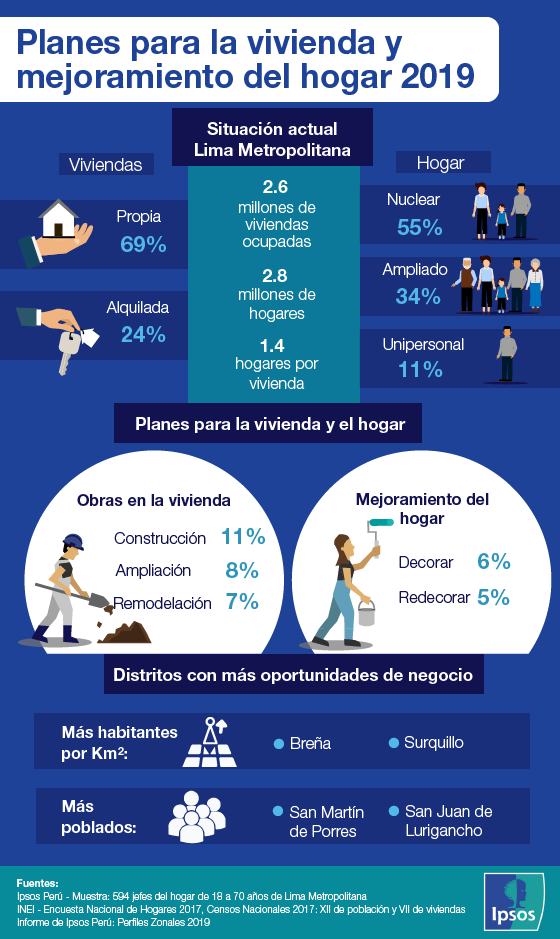 Planes para la vivienda y
mejoramiento del hogar 2019
Situación actual
Lima Metropolitana
Viviendas
Propia
69%
Alquilada
24%
2.6
millones de
viviendas
ocupadas
2.8
millones de
hogares
1.4
hogares por
vivienda
Hogar
Nuclear
55%
Ampliado
34%
Unipersonal
11%
Planes para la vivienda y el hogar
Obras en la vivienda
Construcción 11%
Ampliación 8%
Remodelación 7%
Mejoramiento del
hogar
Decorar 6%
Redecorar 5%
Distritos con más oportunidades de negocio
Más habitantes
por Km²:
Breña
Surquillo
Más
poblados:
San Martín
de Porres
San Juan de
Lurigancho
Fuentes:
Ipsos Perú - Muestra: 594 jefes del hogar de 18 a 70 años de Lima Metropolitana
INEI - Encuesta Nacional de Hogares 2017, Censos Nacionales 2017: XII de población y VII de viviendas
Informe de Ipsos Perú: Perfiles Zonales 2019
Ipsos